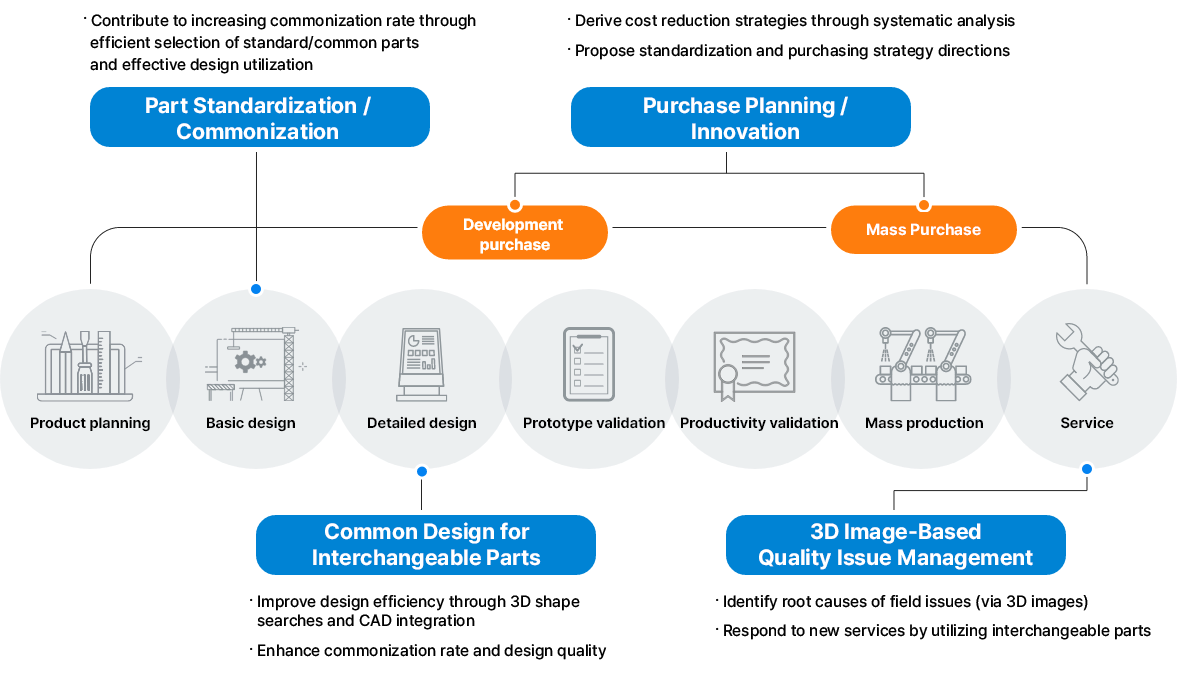 · Contribute to increasing commonization rate through
efficient selection of standard/common parts
and effective design utilization
· Derive cost reduction strategies through systematic analysis
· Propose standardization and purchasing strategy directions
Part Standardization /
Commonization
Purchase Planning /
Innovation
Development
purchase
Mass Purchase
Product planning
Basic design
Detailed design
Prototype validation
Productivity validation
Mass production
Service
Common Design for
Interchangeable Parts
3D Image-Based
Quality Issue Management
· Improve design efficiency through 3D shape
searches and CAD integration
· Enhance commonization rate and design quality
· Identify root causes of field issues (via 3D images)
· Respond to new services by utilizing interchangeable parts